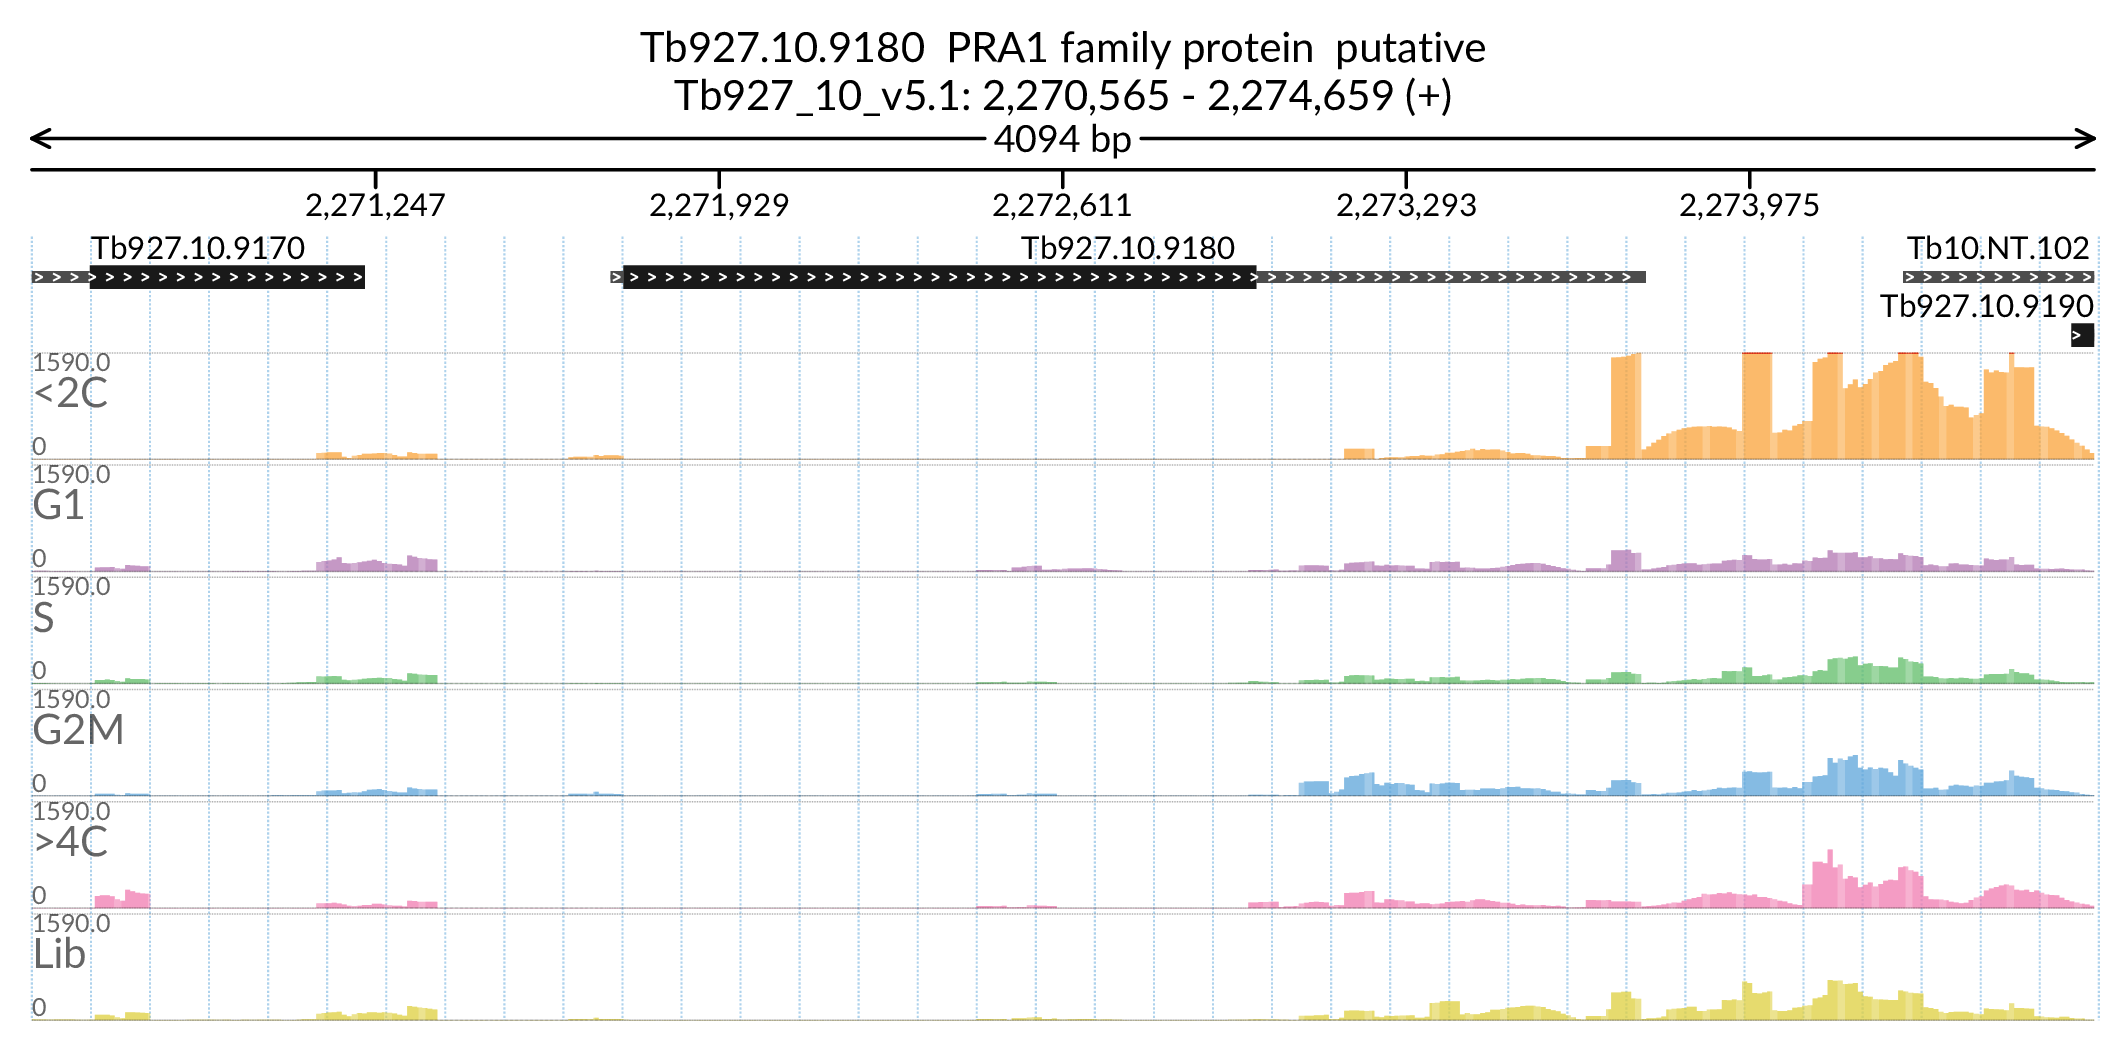 Tb927.10.9180 PRA1 family protein putative
Tb927_10_v5.1: 2,270,565 - 2,274,659 (+)
4094 bp
2,271,247 2,271,929 2,272,611 2,273,293 2,273,975
Tb927.10.9170 Tb927.10.9180 Tb10.NT.102
Tb927.10.9190
1590.0
<2C
0
1590.0
G1
0
1590.0
S
0
1590.0
G2M
0
1590.0
>4C
0
1590.0
Lib
0